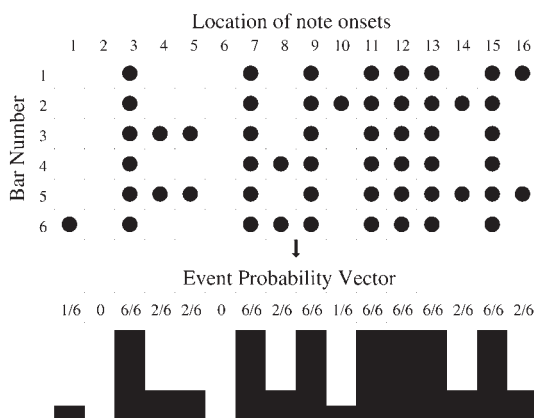 Location of note onsets
1 2 3 4 5 6 7 8 9 10 11 12 13 14 15 16
Bar Number
1
2
3
4
5
6
Event Probability Vector
1/6 0 6/6 2/6 2/6 0 6/6 2/6 6/6 1/6 6/6 6/6 6/6 2/6 6/6 2/6